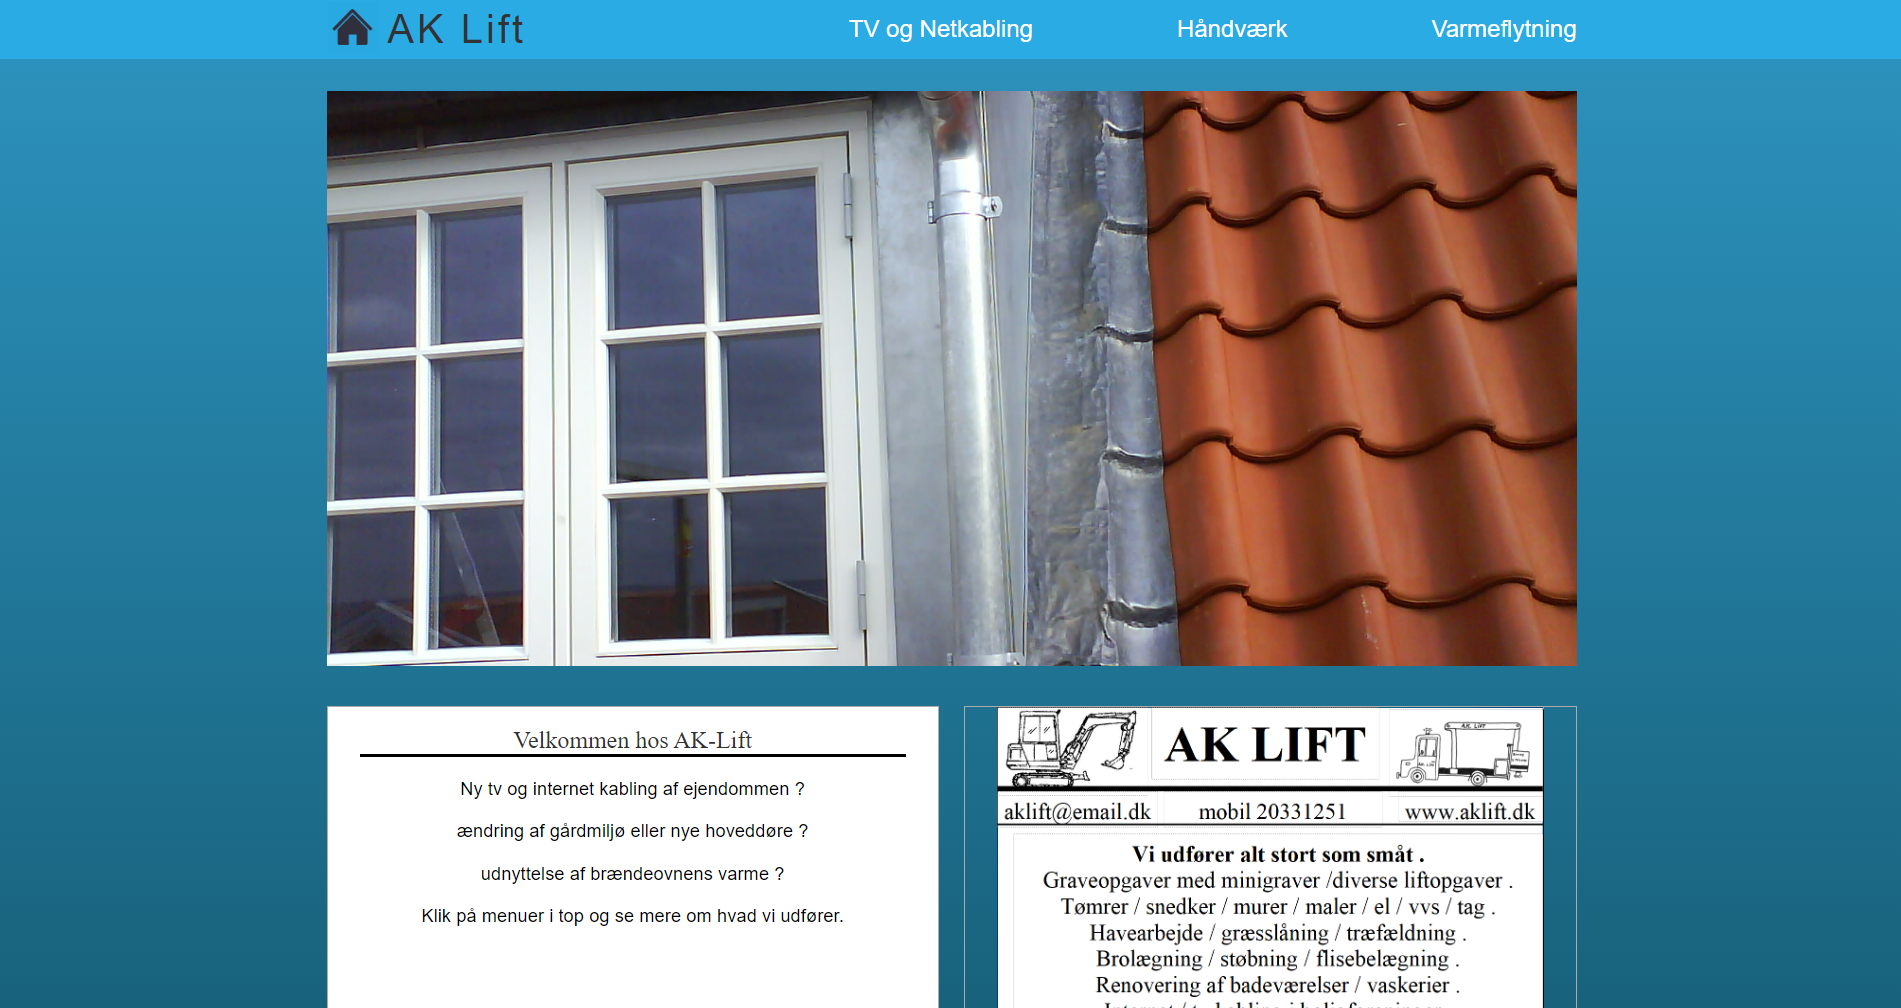 AK Lift
TV og Netkabling
Håndværk
Varmeflytning
Velkommen hos AK-Lift
Ny tv og internet kabling af ejendommen ?
ændring af gårdmiljø eller nye hoveddøre ?
udnyttelse af brændeovnens varme ?
Klik på menuer i top og se mere om hvad vi udfører.
AK LIFT
AK LIFT
aklift@email.dk mobil 20331251 www.aklift.dk
Vi udfører alt stort som småt .
Graveopgaver med minigraver /diverse liftopgaver .
Tømrer / snedker / murer / maler / el / vvs / tag .
Havearbejde / græsslåning / træfældning .
Brolægning / støbning / flisebelægning .
Renovering af badeværelser / vaskerier .